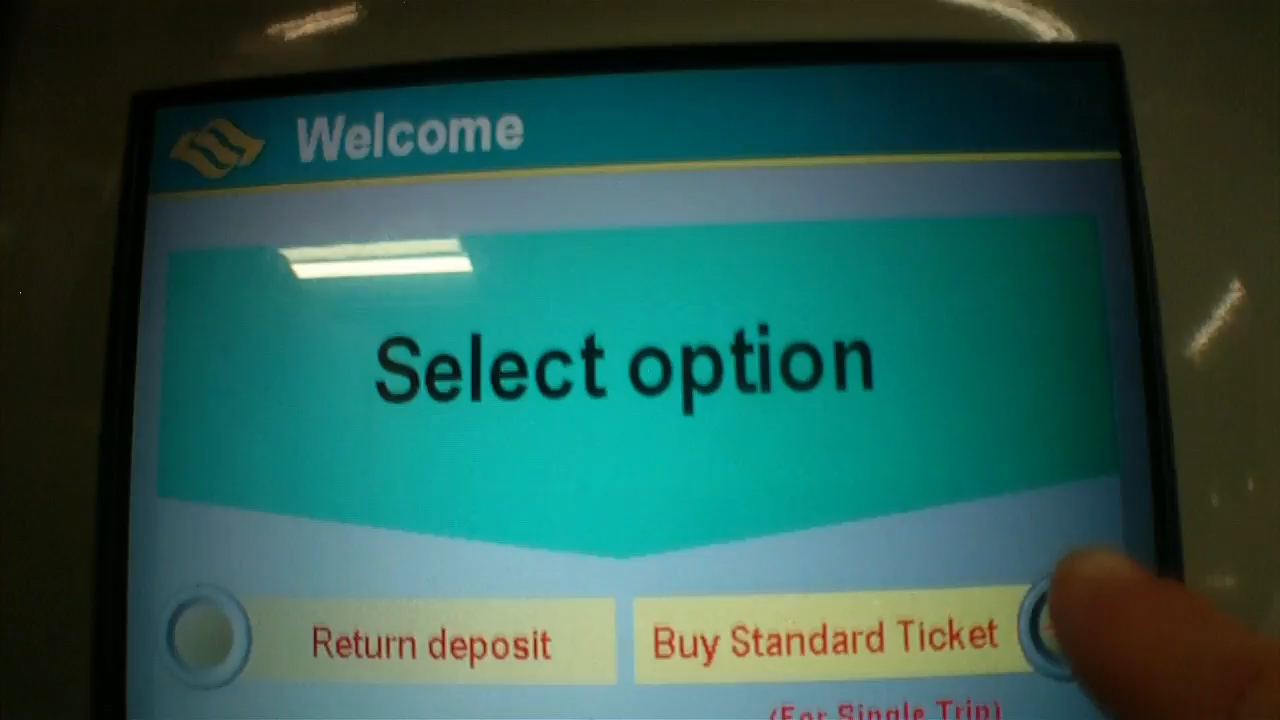 Welcome
Select option
Return deposit
Buy Standard Ticket
(For Single Trip)